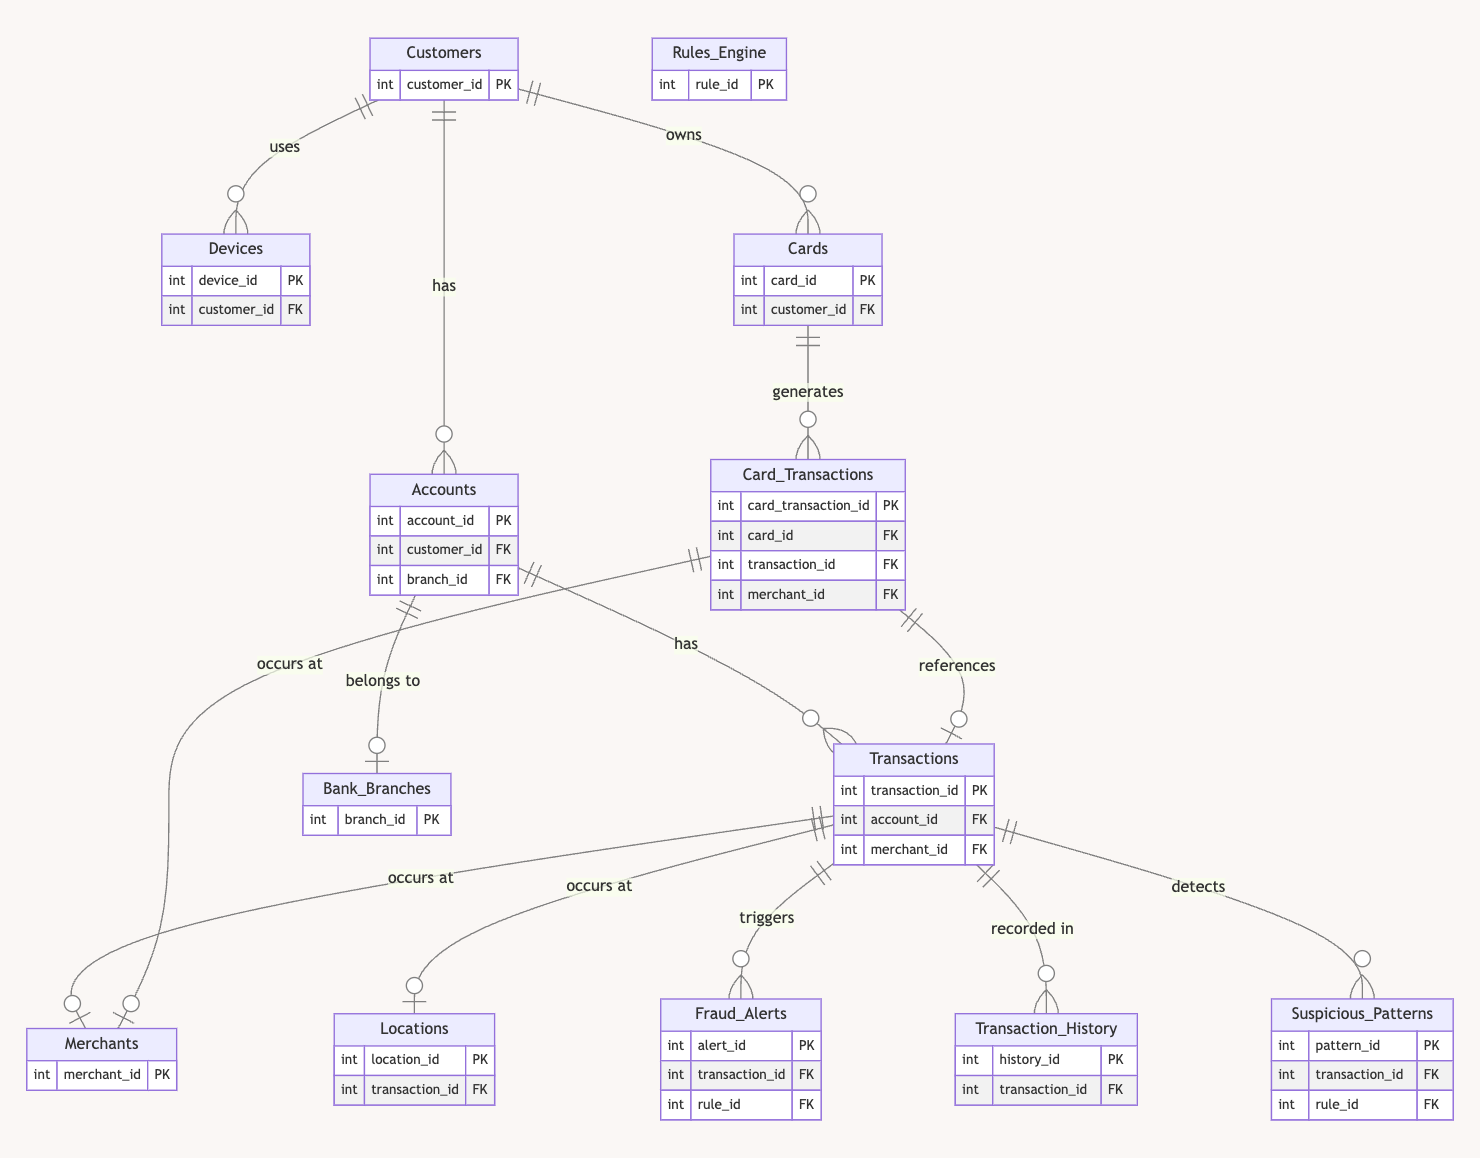 Customers
int customer_id PK
Rules_Engine
int rule_id PK
uses
owns
Devices
int device_id PK
int customer_id FK
has
Cards
int card_id PK
int customer_id FK
generates
Accounts
int account_id PK
int customer_id FK
int branch_id FK
Card_Transactions
int card_transaction_id PK
int card_id FK
int transaction_id FK
int merchant_id FK
occurs at
belongs to
has
references
Bank_Branches
int branch_id PK
Transactions
int transaction_id PK
int account_id FK
int merchant_id FK
occurs at
occurs at
triggers
recorded in
detects
Merchants
int merchant_id PK
Locations
int location_id PK
int transaction_id FK
Fraud_Alerts
int alert_id PK
int transaction_id FK
int rule_id FK
Transaction_History
int history_id PK
int transaction_id FK
Suspicious_Patterns
int pattern_id PK
int transaction_id FK
int rule_id FK